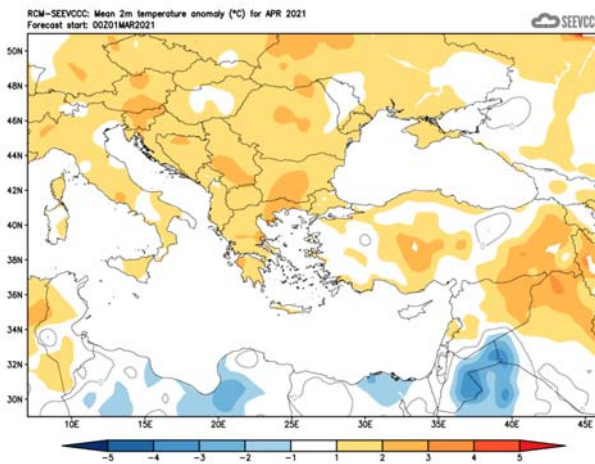 RCM-SEEVCCC: Mean 2m temperature anomaly (°C) for APR 2021
Forecast start: 00Z01MAR2021
SEEVCCC
50N
48N
46N
44N
42N
40N
38N
36N
34N
32N
30N
10E 15E 20E 25E 30E 35E 40E 45E
-5 -4 -3 -2 -1 1 2 3 4 5